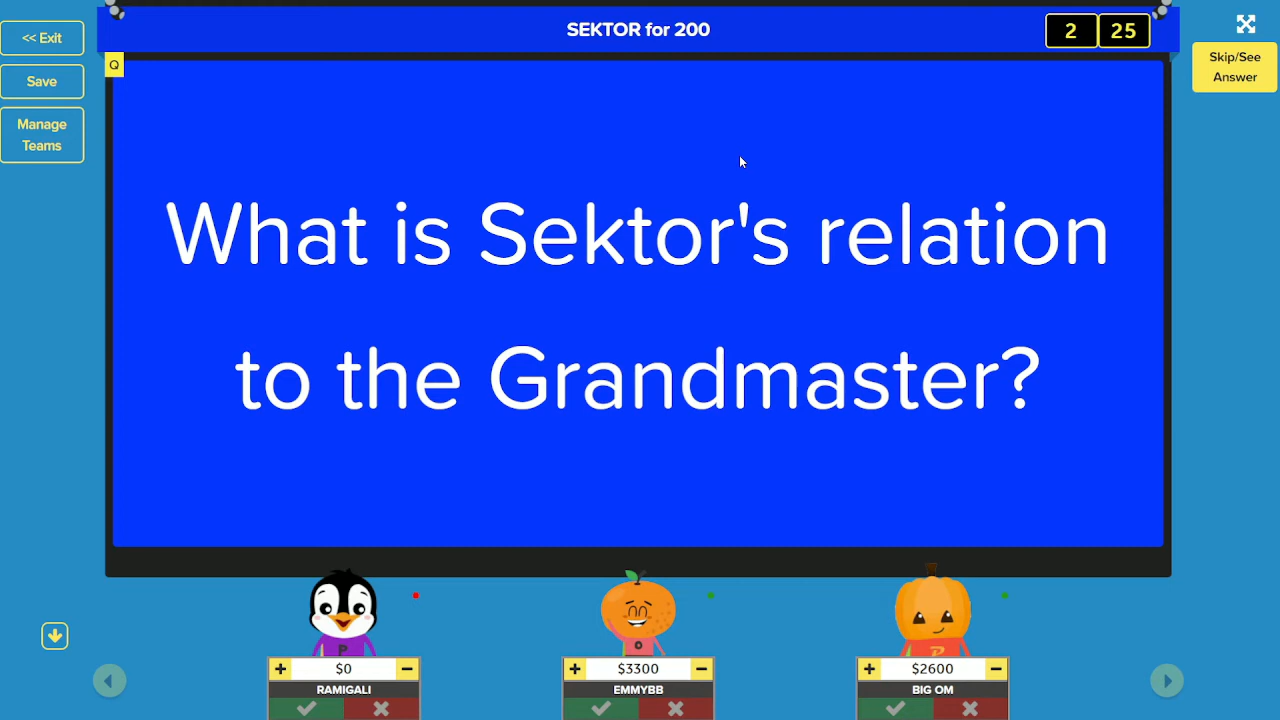 << Exit
SEKTOR for 200
2 25
Skip/See
Answer
Save
Q
Manage
Teams
What is Sektor's relation
to the Grandmaster?
P
O
P
+ $0 −
+ $3300 −
+ $2600 −
RAMIGALI
EMMYBB
BIG OM